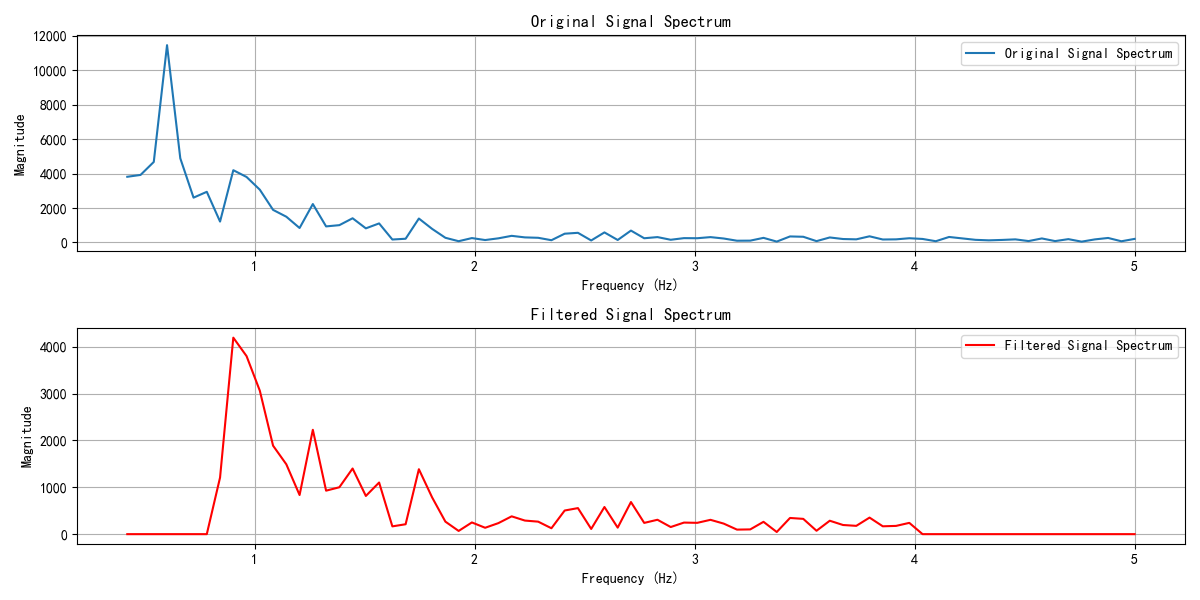 Original Signal Spectrum
12000
10000
8000
6000
4000
2000
0
Magnitude
Original Signal Spectrum
1 2 3 4 5
Frequency (Hz)
Filtered Signal Spectrum
4000
3000
2000
1000
0
Magnitude
Filtered Signal Spectrum
1 2 3 4 5
Frequency (Hz)